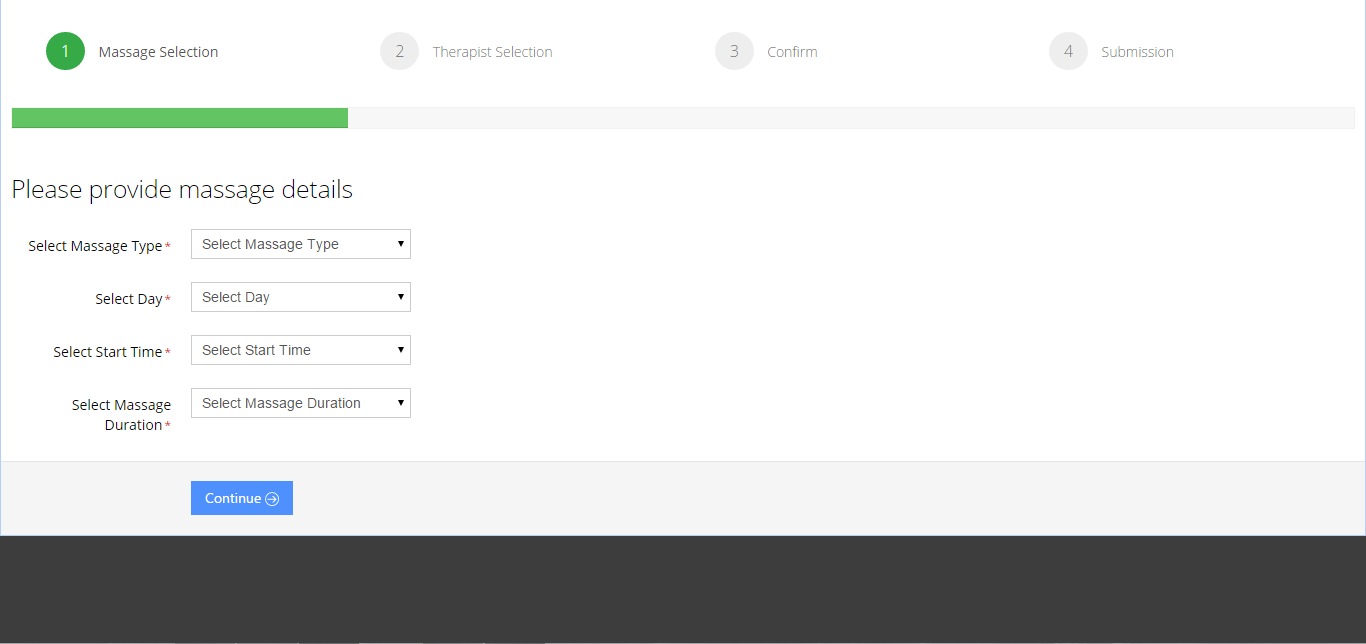 1 Massage Selection 2 Therapist Selection 3 Confirm 4 Submission
Please provide massage details
Select Massage Type* Select Massage Type
Select Day* Select Day
Select Start Time* Select Start Time
Select Massage Select Massage Duration
Duration*
Continue